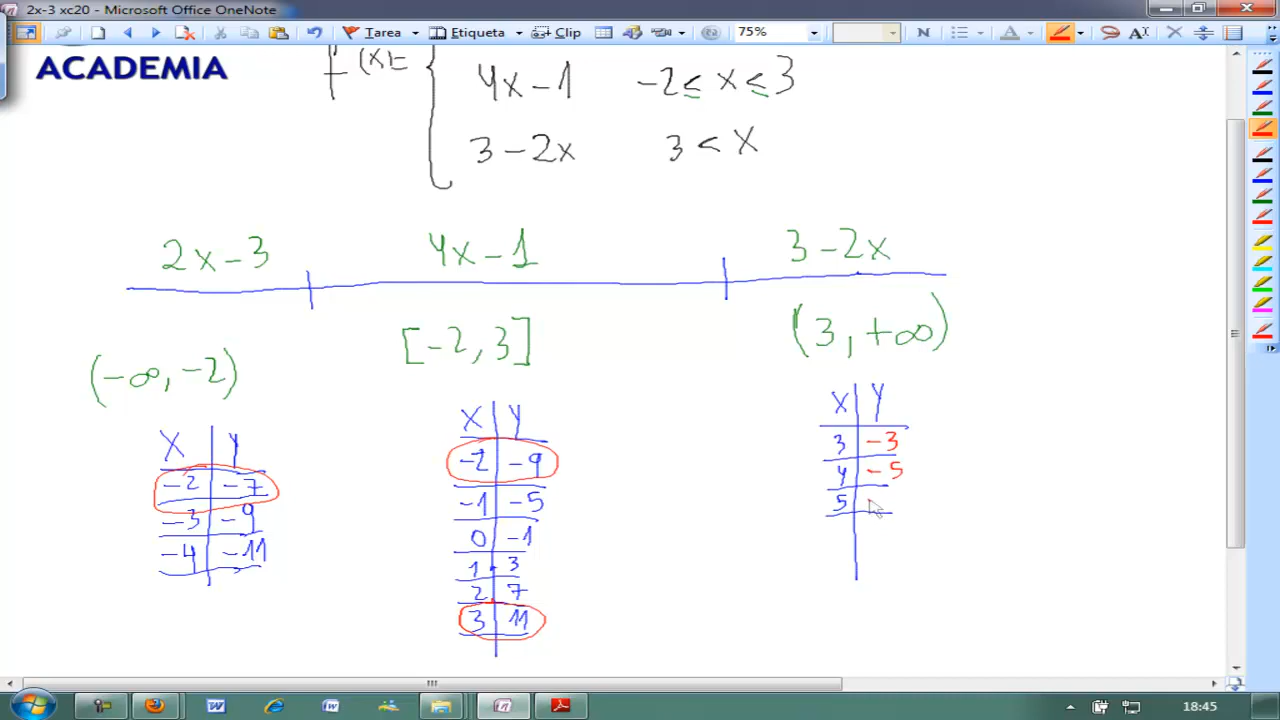 2x-3 xc20 - Microsoft Office OneNote
Tarea Etiqueta Clip 75% N A
ACADEMIA
f(x)=
4x-1 -2≤x≤3
3-2x 3<x
2x-3 4x-1 3-2x
(-∞,-2) [-2,3] (3,+∞)
X Y
-2 -7
-3 -9
-4 -11
X Y
-2 -9
-1 -5
0 -1
1 3
2 7
3 11
X Y
3 -3
4 -5
5
18:45